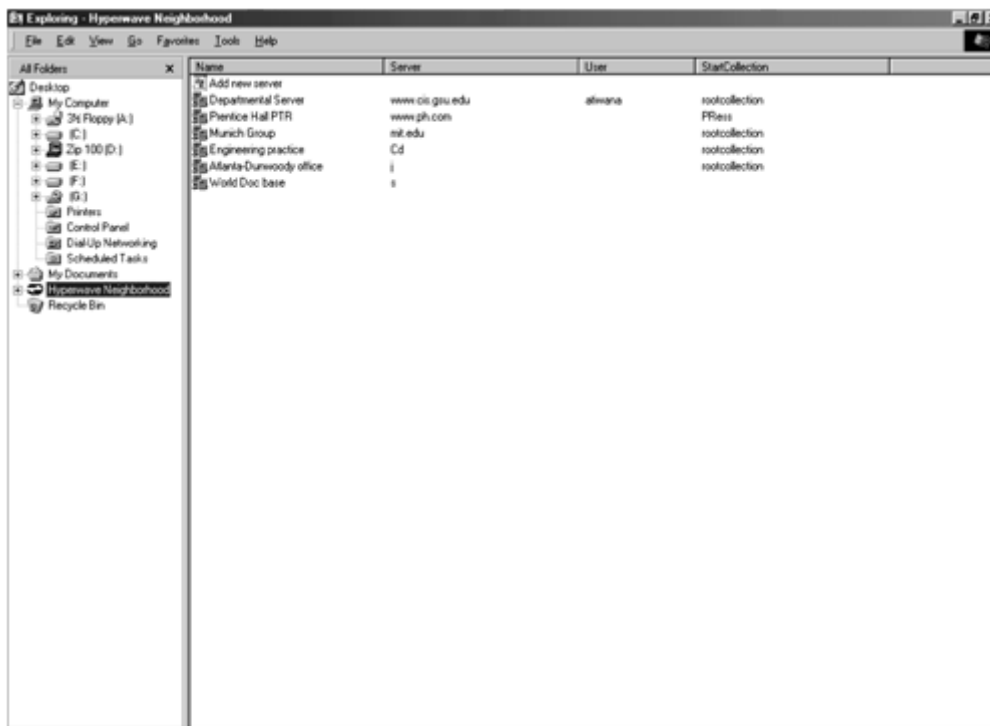 Exploring - Hyperwave Neighborhood
File Edit View Go Favorites Tools Help
All Folders x
Desktop
My Computer
3½ Floppy (A:)
(C:)
Zip 100 (D:)
(E:)
(F:)
(G:)
Printers
Control Panel
Dial-Up Networking
Scheduled Tasks
My Documents
Hyperwave Neighborhood
Recycle Bin
Name Server User StartCollection
Add new server
Departmental Server www.cis.gsu.edu atiwana rootcollection
Prentice Hall PTR www.ph.com PRess
Munich Group mit.edu rootcollection
Engineering practice Cd rootcollection
Atlanta-Dunwoody office j rootcollection
World Doc base s